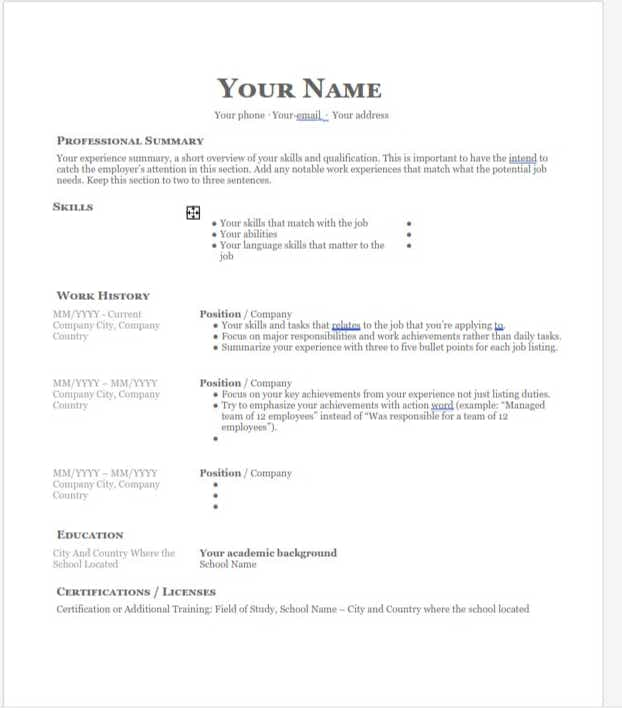 Your Name
Your phone · Your-email · Your address
Professional Summary
Your experience summary, a short overview of your skills and qualification. This is important to have the intend to
catch the employer's attention in this section. Add any notable work experiences that match what the potential job
needs. Keep this section to two to three sentences.
Skills
• Your skills that match with the job •
• Your abilities •
• Your language skills that matter to the •
job
Work History
MM/YYYY - Current
Company City, Company
Country
Position / Company
• Your skills and tasks that relates to the job that you're applying to.
• Focus on major responsibilities and work achievements rather than daily tasks.
• Summarize your experience with three to five bullet points for each job listing.
MM/YYYY – MM/YYYY
Company City, Company
Country
Position / Company
• Focus on your key achievements from your experience not just listing duties.
• Try to emphasize your achievements with action word (example: “Managed
team of 12 employees” instead of “Was responsible for a team of 12
employees”).
•
MM/YYYY – MM/YYYY
Company City, Company
Country
Position / Company
•
•
•
Education
City And Country Where the
School Located
Your academic background
School Name
Certifications / Licenses
Certification or Additional Training: Field of Study, School Name – City and Country where the school located